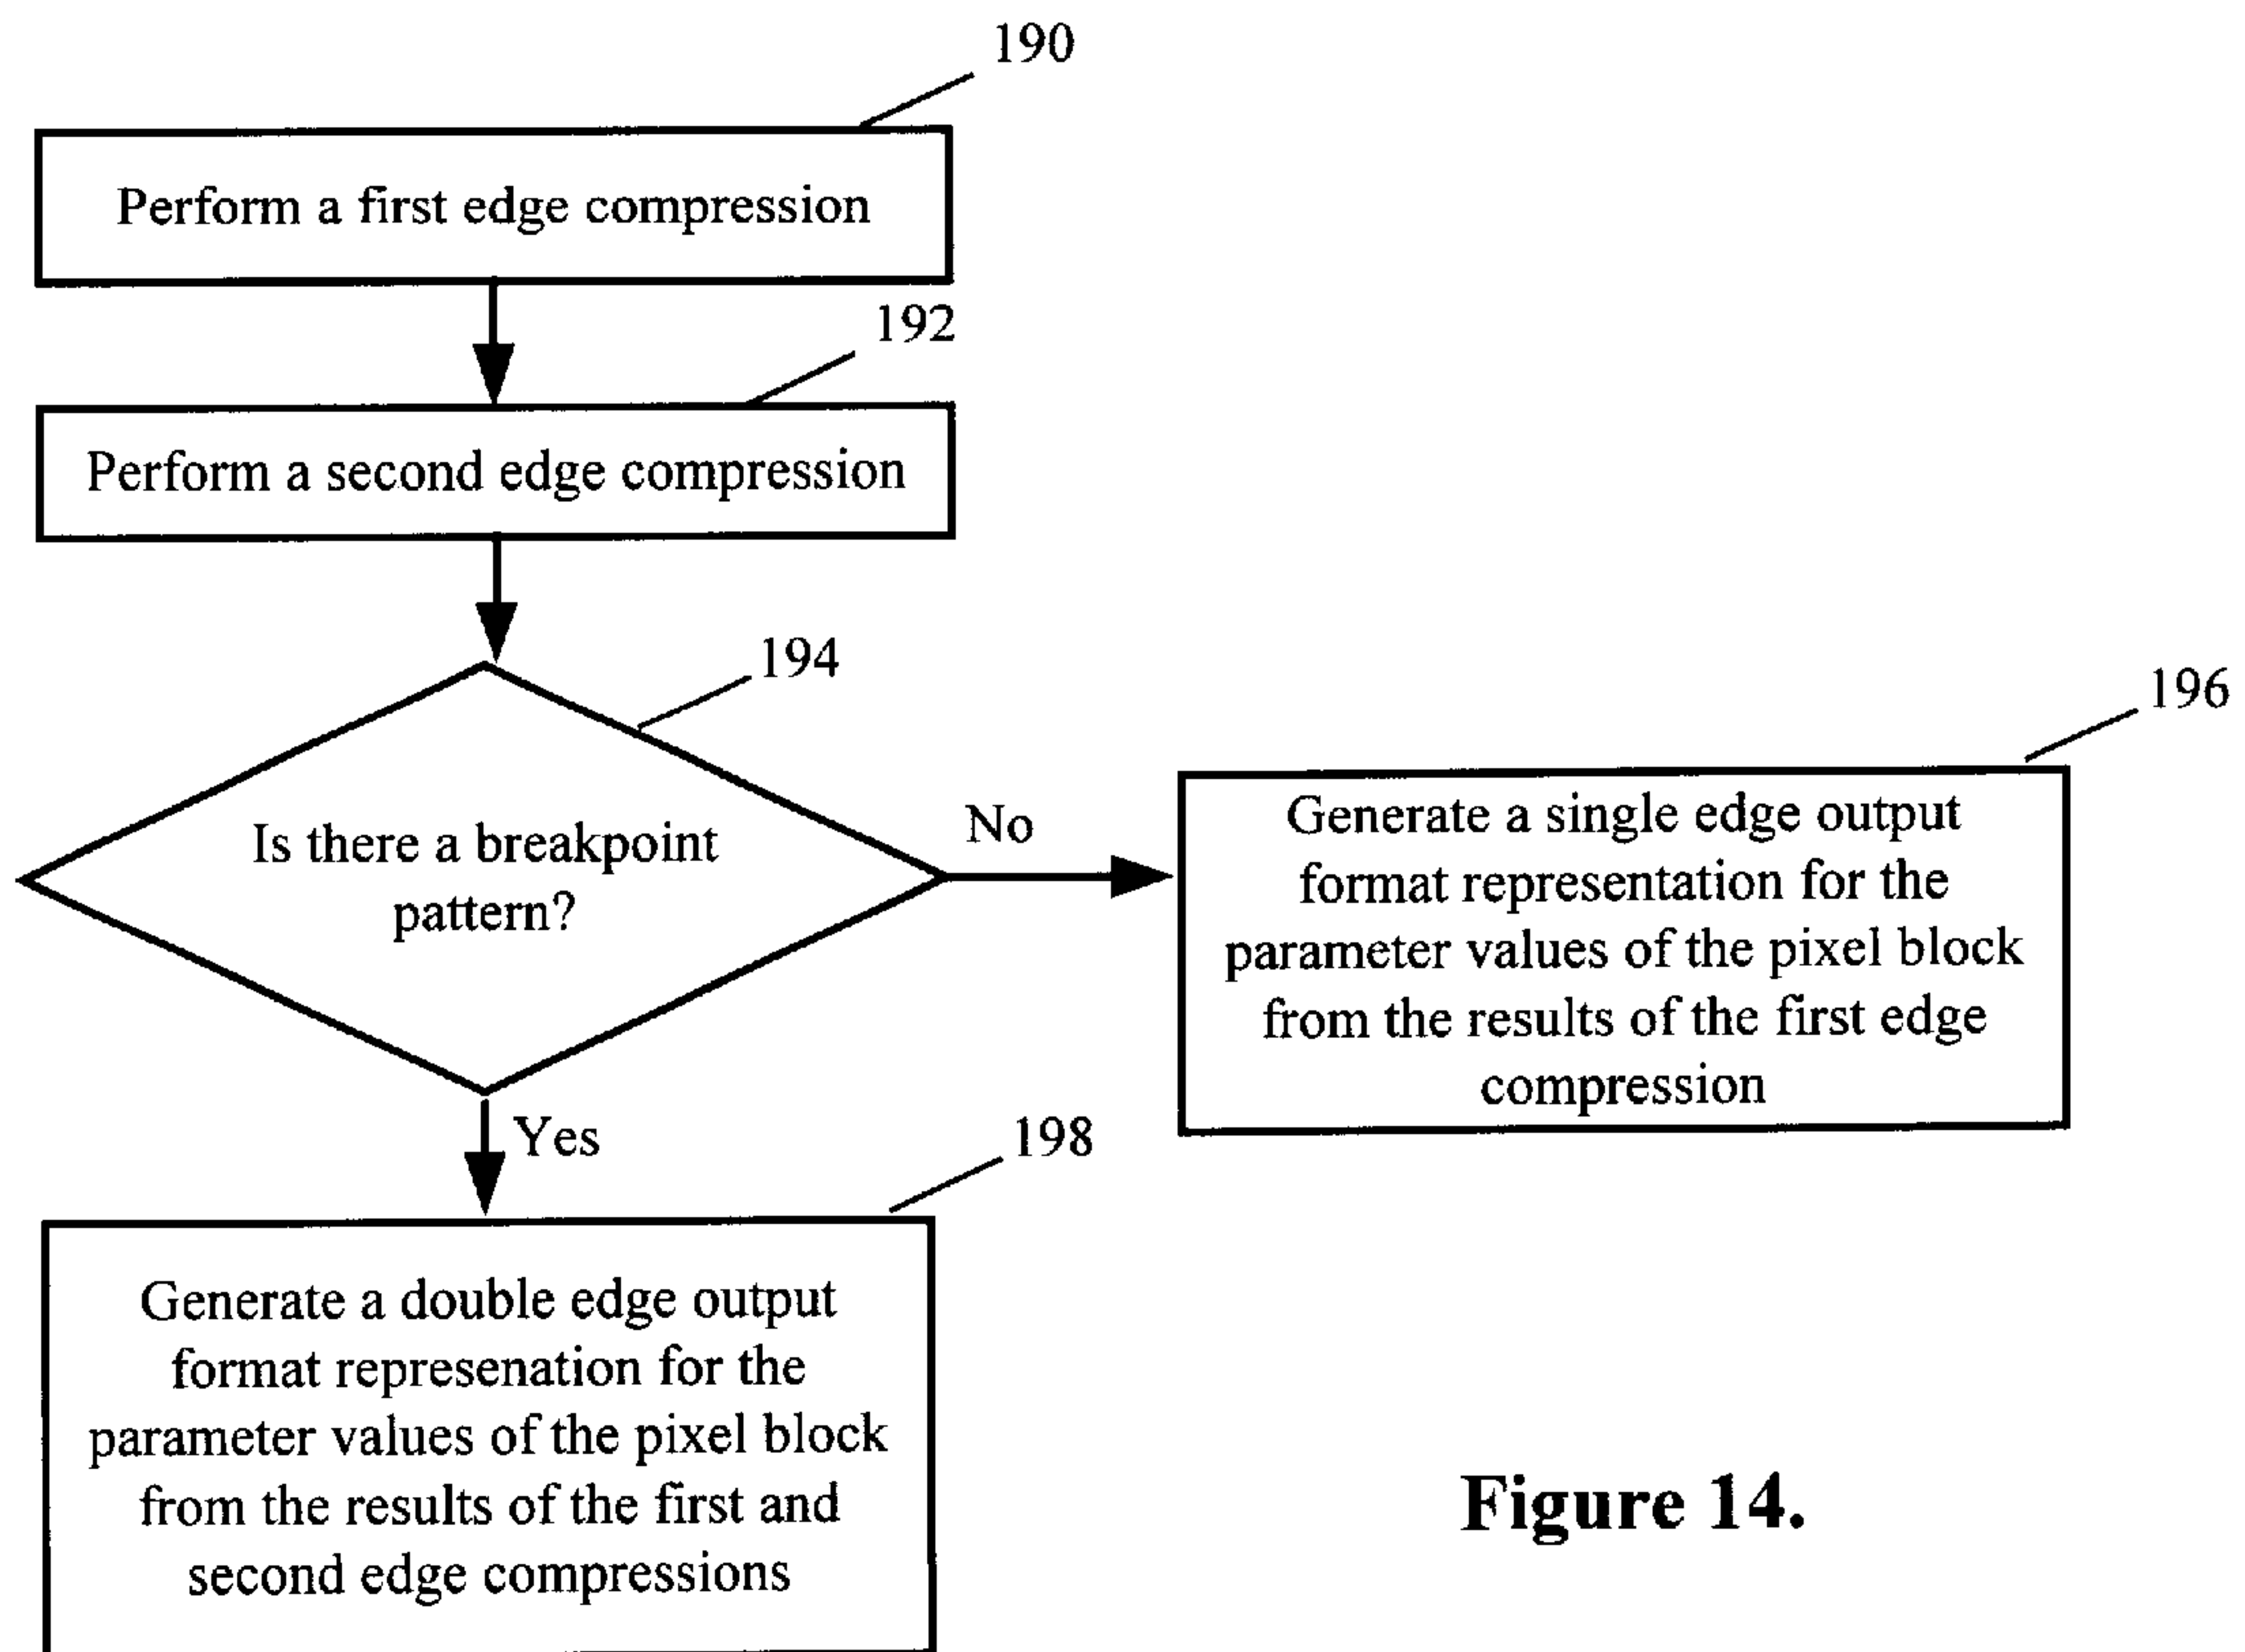 190
Perform a first edge compression
192
Perform a second edge compression
194
Is there a breakpoint
pattern?
No
196
Generate a single edge output
format representation for the
parameter values of the pixel block
from the results of the first edge
compression
Yes
198
Generate a double edge output
format represenation for the
parameter values of the pixel block
from the results of the first and
second edge compressions
Figure 14.